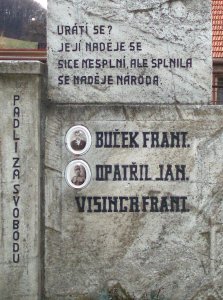 VRÁTÍ SE?
JEJÍ NADĚJE SE
SICE NESPLNÍ, ALE SPLNILA
SE NADĚJE NÁRODA.
PADLI ZA SVOBODU
BUČEK FRANT.
OPATŘIL JAN.
VISINGR FRANT.